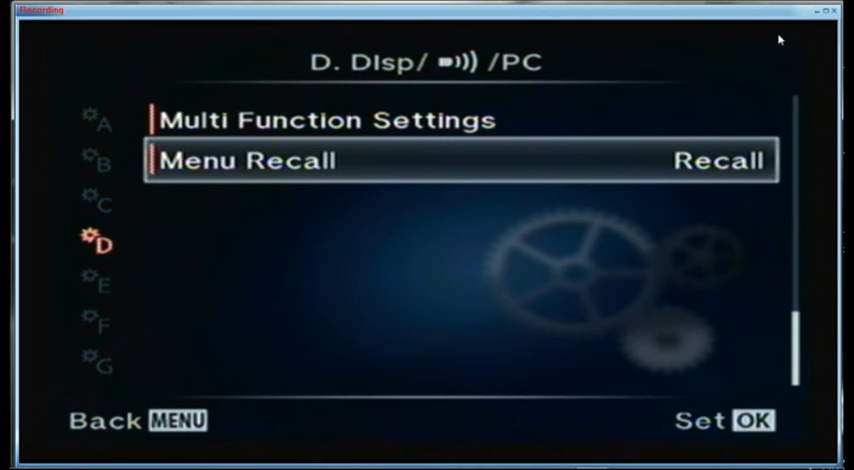 Recording
D. Disp/ /PC
A
Multi Function Settings
B
Menu Recall Recall
C
D
E
F
G
Back MENU Set OK